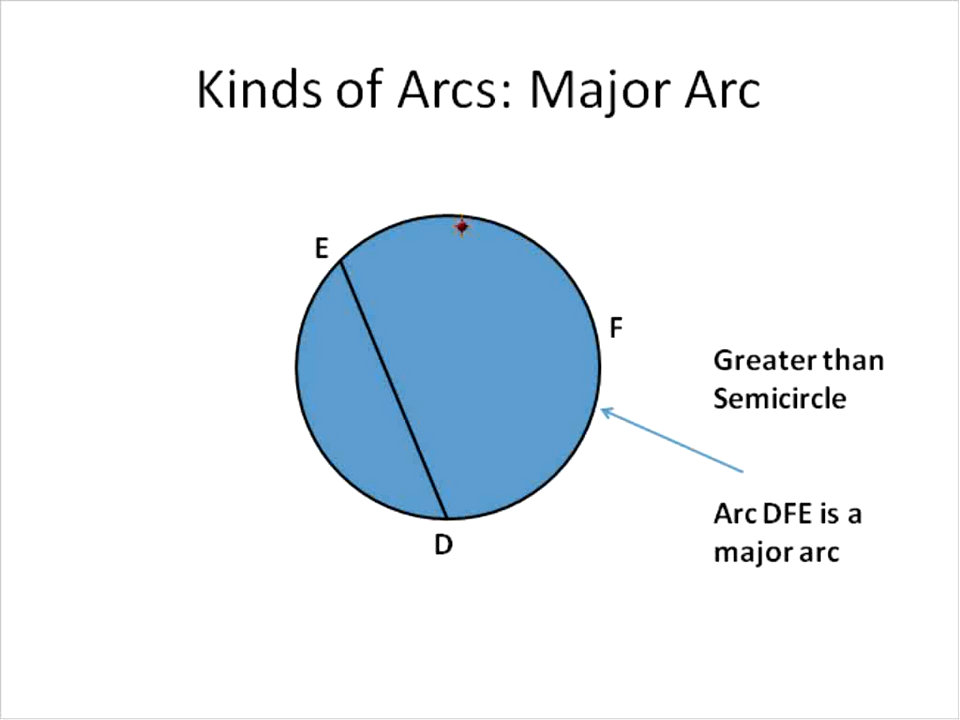 Kinds of Arcs: Major Arc
E
F
Greater than
Semicircle
Arc DFE is a
major arc
D